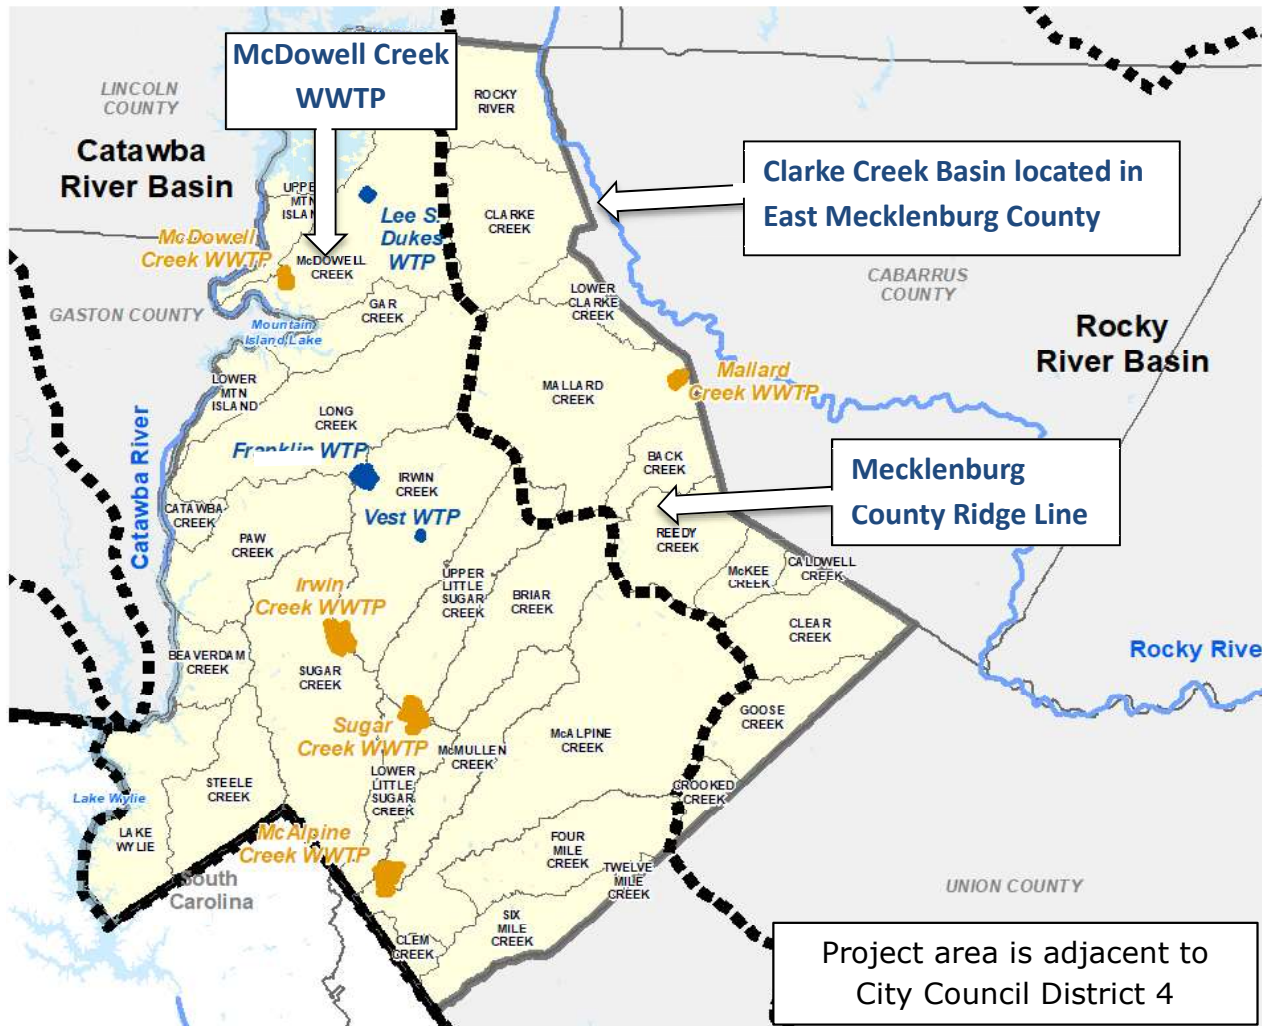 McDowell Creek
WWTP
LINCOLN
COUNTY
Catawba
River Basin
ROCKY
RIVER
Clarke Creek Basin located in
East Mecklenburg County
UPPE
MTN
ISLAN
Lee S.
Dukes
WTP
CLARKE
CREEK
McDowell
Creek WWTP
McDOWELL
CREEK
CABARRUS
COUNTY
GASTON COUNTY
GAR
CREEK
LOWER
CLARKE
CREEK
Mountain
Island Lake
Rocky
River Basin
LOWER
MTN
ISLAND
MALLARD
CREEK
Mallard
Creek WWTP
LONG
CREEK
Franklin WTP
IRWIN
CREEK
BACK
CREEK
Mecklenburg
County Ridge Line
Catawba River
CATAWBA
CREEK
Vest WTP
PAW
CREEK
REEDY
CREEK
UPPER
LITTLE
SUGAR
CREEK
BRIAR
CREEK
McKEE
CREEK
CALDWELL
CREEK
Irwin
Creek WWTP
CLEAR
CREEK
BEAVERDAM
CREEK
SUGAR
CREEK
Rocky Rive
GOOSE
CREEK
Sugar
Creek WWTP
McMULLEN
CREEK
McALPINE
CREEK
STEELE
CREEK
LOWER
LITTLE
SUGAR
CREEK
CROOKED
CREEK
Lake Wylie
LAKE
WYLIE
McAlpine
Creek WWTP
FOUR
MILE
CREEK
TWELVE
MILE
CREEK
South
Carolina
UNION COUNTY
SIX
MILE
CREEK
CLEM
CREEK
Project area is adjacent to
City Council District 4